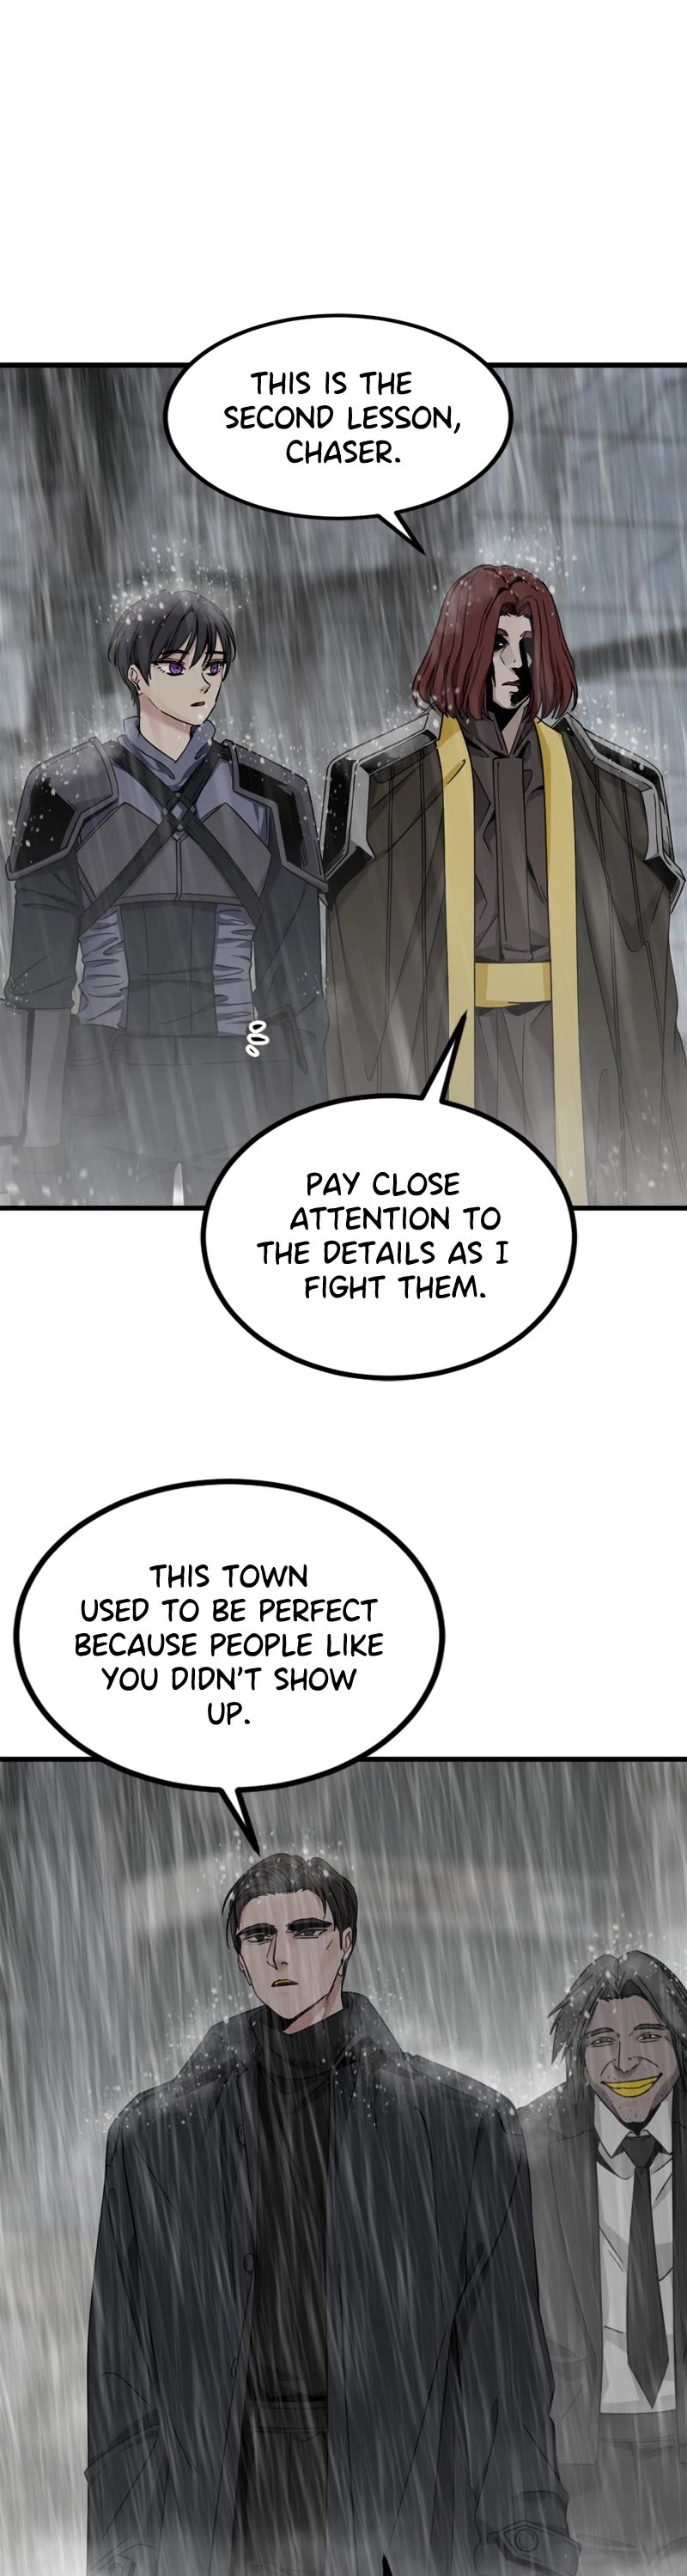 THIS IS THE
SECOND LESSON,
CHASER.
PAY CLOSE
ATTENTION TO
THE DETAILS AS I
FIGHT THEM.
THIS TOWN
USED TO BE PERFECT
BECAUSE PEOPLE LIKE
YOU DIDN'T SHOW
UP.